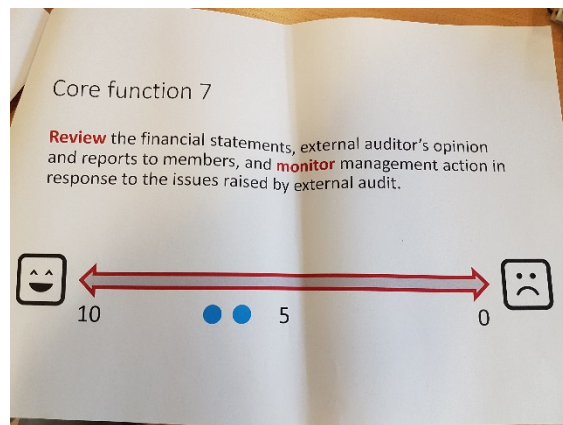 Core function 7
Review the financial statements, external auditor's opinion
and reports to members, and monitor management action in
response to the issues raised by external audit.
10 5 0